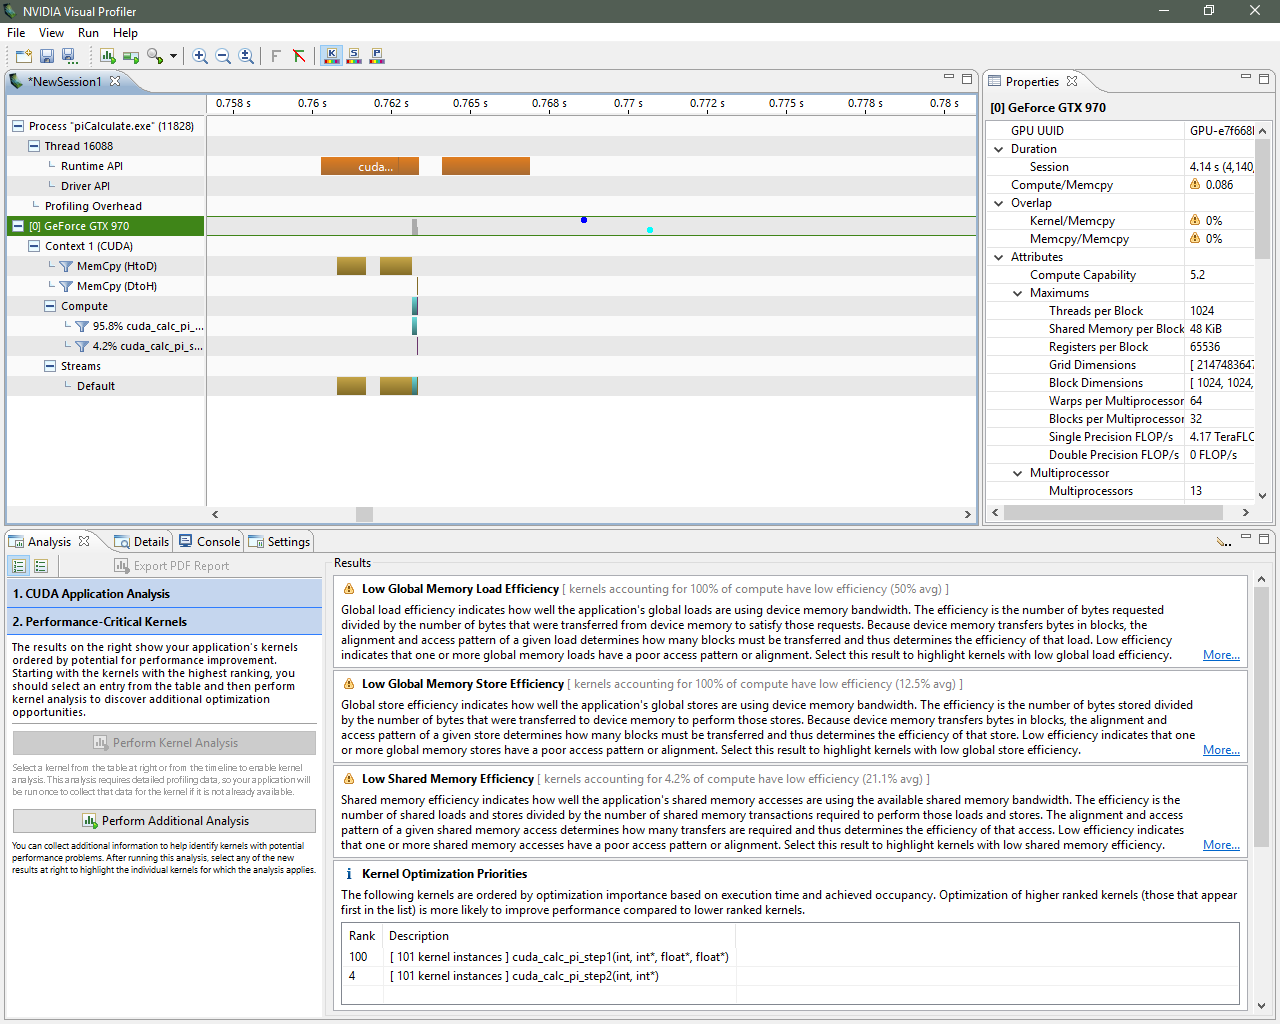 NVIDIA Visual Profiler
File View Run Help
K S P
*NewSession1
0.758 s 0.76 s 0.762 s 0.765 s 0.768 s 0.77 s 0.772 s 0.775 s 0.778 s 0.78 s
Process "piCalculate.exe" (11828)
Thread 16088
Runtime API
cuda...
Driver API
Profiling Overhead
[0] GeForce GTX 970
Context 1 (CUDA)
MemCpy (HtoD)
MemCpy (DtoH)
Compute
95.8% cuda_calc_pi_...
4.2% cuda_calc_pi_s...
Streams
Default
Properties
[0] GeForce GTX 970
GPU UUID GPU-e7f668
Duration
Session 4.14 s (4,140,
Compute/Memcpy 0.086
Overlap
Kernel/Memcpy 0%
Memcpy/Memcpy 0%
Attributes
Compute Capability 5.2
Maximums
Threads per Block 1024
Shared Memory per Block 48 KiB
Registers per Block 65536
Grid Dimensions [ 2147483647
Block Dimensions [ 1024, 1024,
Warps per Multiprocessor 64
Blocks per Multiprocessor 32
Single Precision FLOP/s 4.17 TeraFLO
Double Precision FLOP/s 0 FLOP/s
Multiprocessor
Multiprocessors 13
Analysis Details Console Settings
Export PDF Report
1. CUDA Application Analysis
2. Performance-Critical Kernels
The results on the right show your application's kernels
ordered by potential for performance improvement.
Starting with the kernels with the highest ranking, you
should select an entry from the table and then perform
kernel analysis to discover additional optimization
opportunities.
Perform Kernel Analysis
Select a kernel from the table at right or from the timeline to enable kernel
analysis. This analysis requires detailed profiling data, so your application will
be run once to collect that data for the kernel if it is not already available.
Perform Additional Analysis
You can collect additional information to help identify kernels with potential
performance problems. After running this analysis, select any of the new
results at right to highlight the individual kernels for which the analysis applies.
Results
Low Global Memory Load Efficiency [ kernels accounting for 100% of compute have low efficiency (50% avg) ]
Global load efficiency indicates how well the application's global loads are using device memory bandwidth. The efficiency is the number of bytes requested
divided by the number of bytes that were transferred from device memory to satisfy those requests. Because device memory transfers bytes in blocks, the
alignment and access pattern of a given load determines how many blocks must be transferred and thus determines the efficiency of that load. Low efficiency
indicates that one or more global memory loads have a poor access pattern or alignment. Select this result to highlight kernels with low global load efficiency. More...
Low Global Memory Store Efficiency [ kernels accounting for 100% of compute have low efficiency (12.5% avg) ]
Global store efficiency indicates how well the application's global stores are using device memory bandwidth. The efficiency is the number of bytes stored divided
by the number of bytes that were transferred to device memory to perform those stores. Because device memory transfers bytes in blocks, the alignment and
access pattern of a given store determines how many blocks must be transferred and thus determines the efficiency of that store. Low efficiency indicates that one
or more global memory stores have a poor access pattern or alignment. Select this result to highlight kernels with low global store efficiency. More...
Low Shared Memory Efficiency [ kernels accounting for 4.2% of compute have low efficiency (21.1% avg) ]
Shared memory efficiency indicates how well the application's shared memory accesses are using the available shared memory bandwidth. The efficiency is the
number of shared loads and stores divided by the number of shared memory transactions required to perform those loads and stores. The alignment and access
pattern of a given shared memory access determines how many transfers are required and thus determines the efficiency of that access. Low efficiency indicates
that one or more shared memory accesses have a poor access pattern or alignment. Select this result to highlight kernels with low shared memory efficiency. More...
Kernel Optimization Priorities
The following kernels are ordered by optimization importance based on execution time and achieved occupancy. Optimization of higher ranked kernels (those that appear
first in the list) is more likely to improve performance compared to lower ranked kernels.
Rank Description
100 [ 101 kernel instances ] cuda_calc_pi_step1(int, int*, float*, float*)
4 [ 101 kernel instances ] cuda_calc_pi_step2(int, int*)